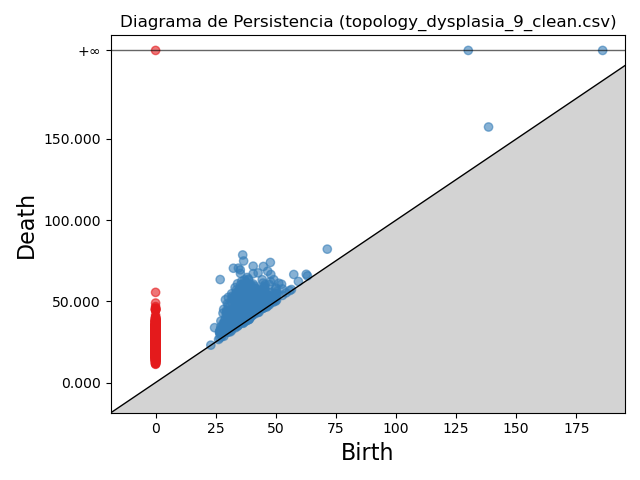 Diagrama de Persistencia (topology_dysplasia_9_clean.csv)
+∞
150.000
100.000
50.000
0.000
Death
0 25 50 75 100 125 150 175
Birth